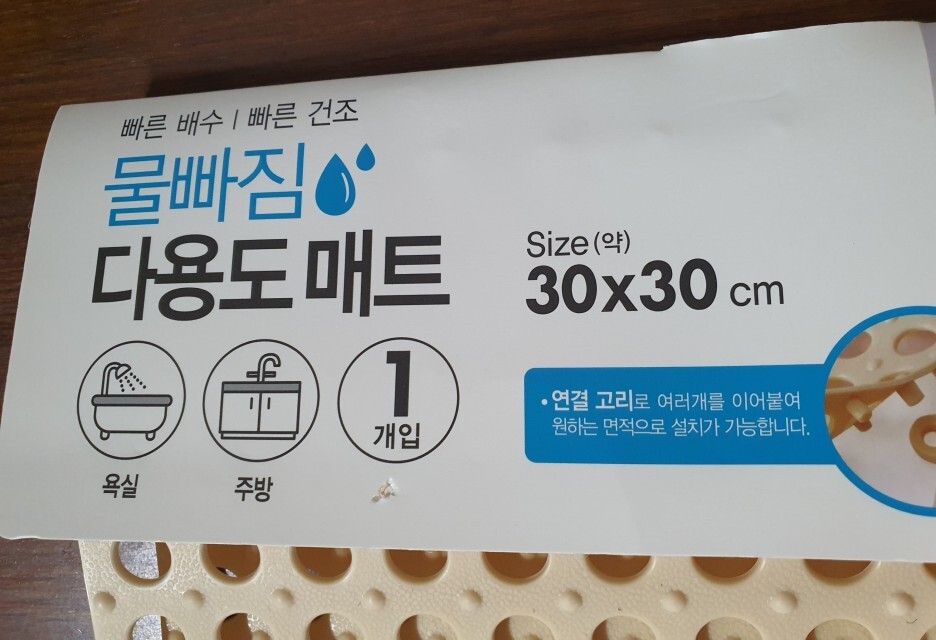 빠른 배수 | 빠른 건조
물빠짐
다용도 매트
Size (약)
30x30 cm
욕실
주방
1
개입
• 연결 고리로 여러개를 이어붙여
원하는 면적으로 설치가 가능합니다.